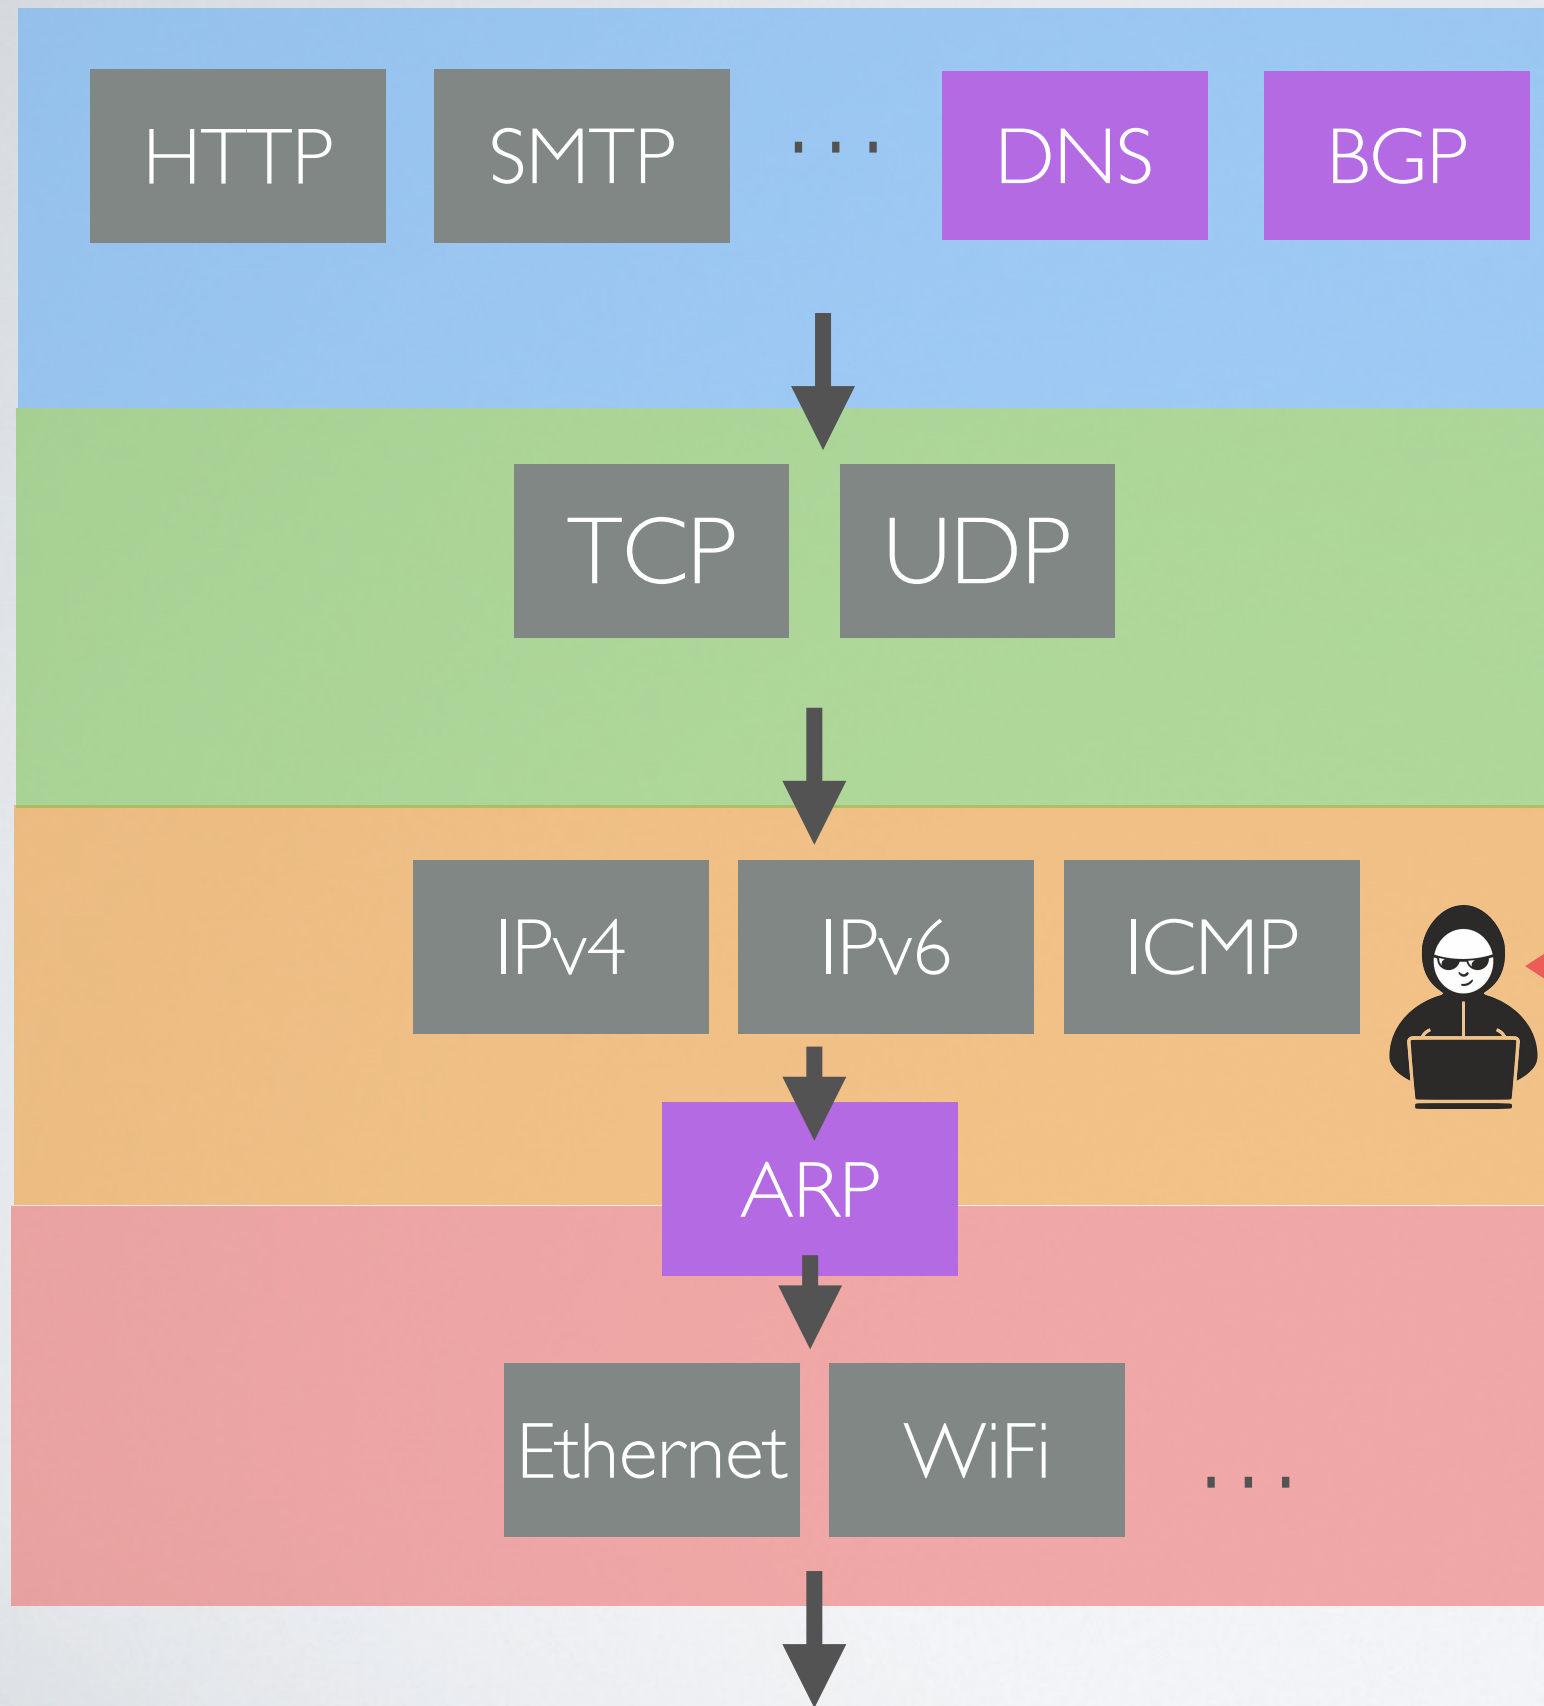 HTTP SMTP ... DNS BGP
TCP UDP
IPv4 IPv6 ICMP
ARP
Ethernet WiFi ...